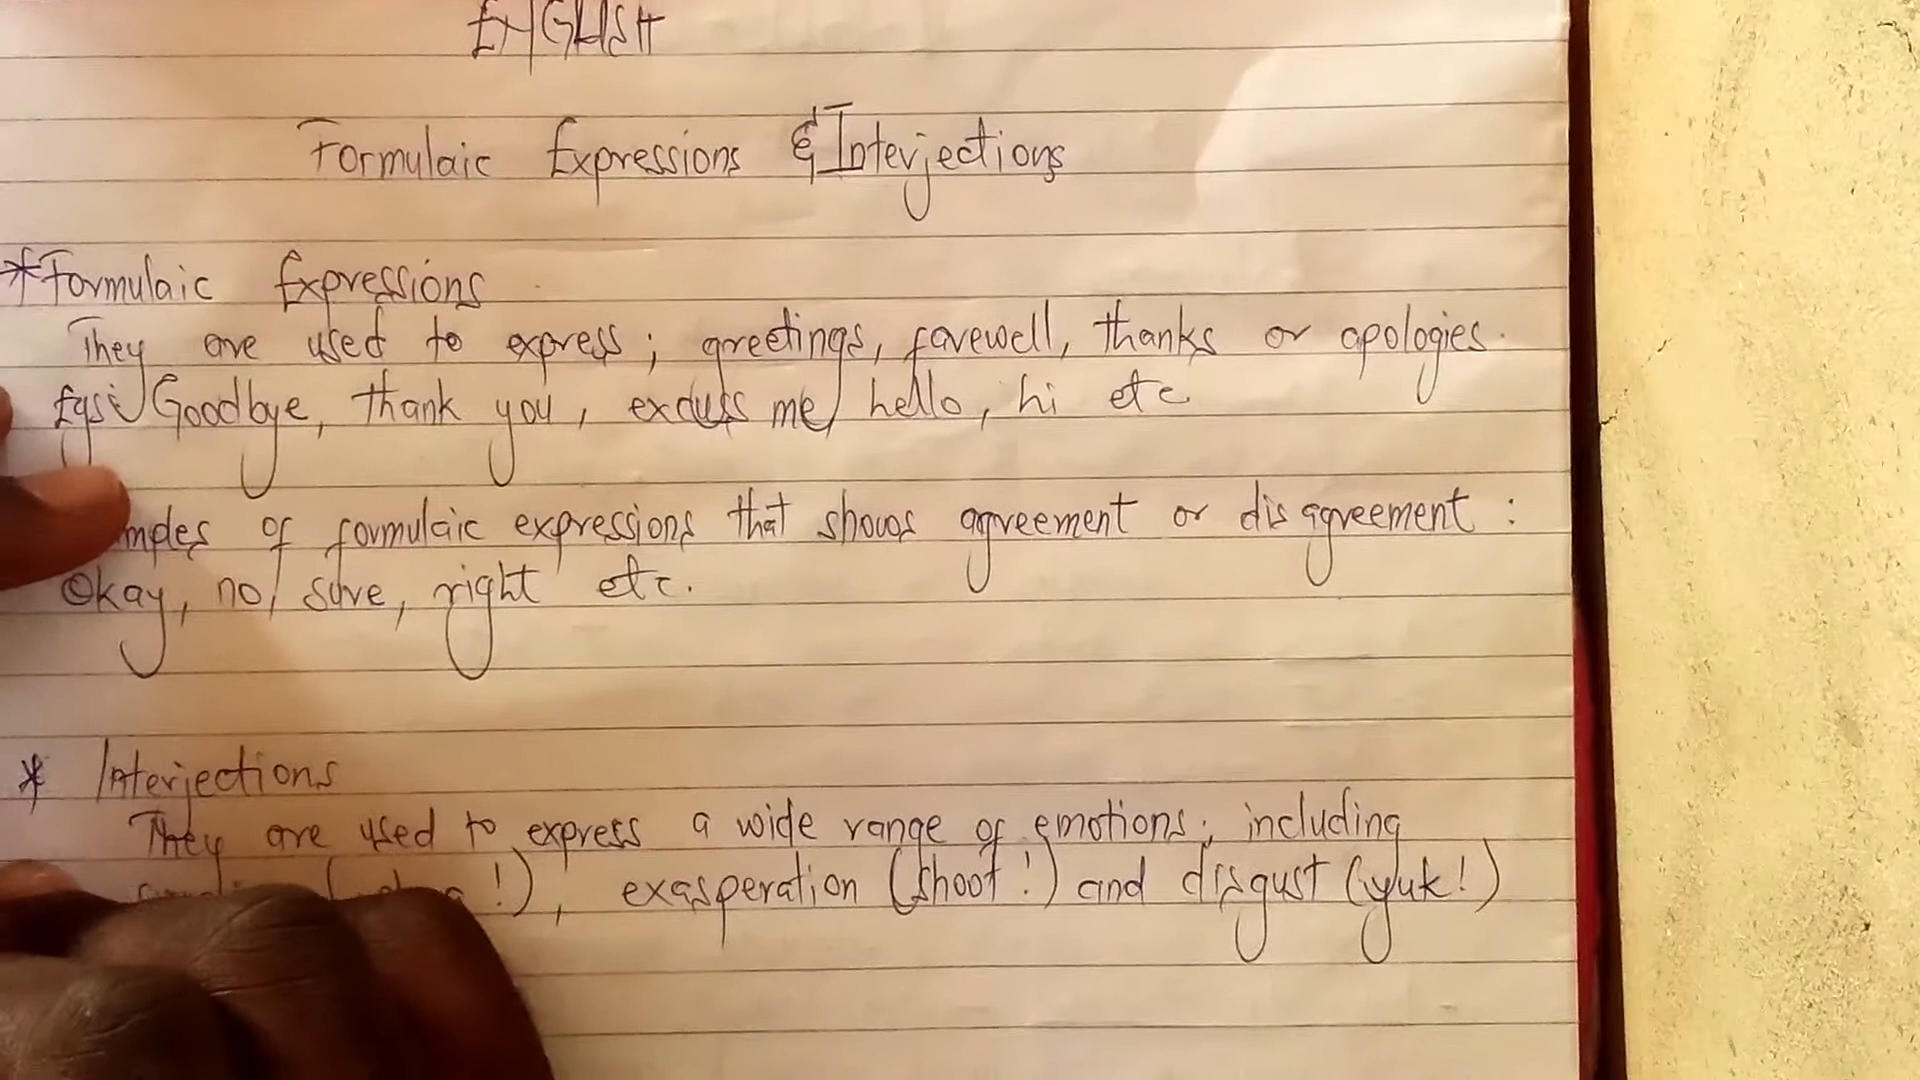 ENGLISH
Formulaic Expressions & Interjections
*Formulaic Expressions
They are used to express; greetings, farewell, thanks or apologies.
Egs: Goodbye, thank you, excuse me, hello, hi etc
of formulaic expressions that shows agreement or disagreement :
Okay, no, sure, right etc.
* Interjections
They are used to express a wide range of emotions; including
!), exasperation (shoot!) and disgust (yuk!)